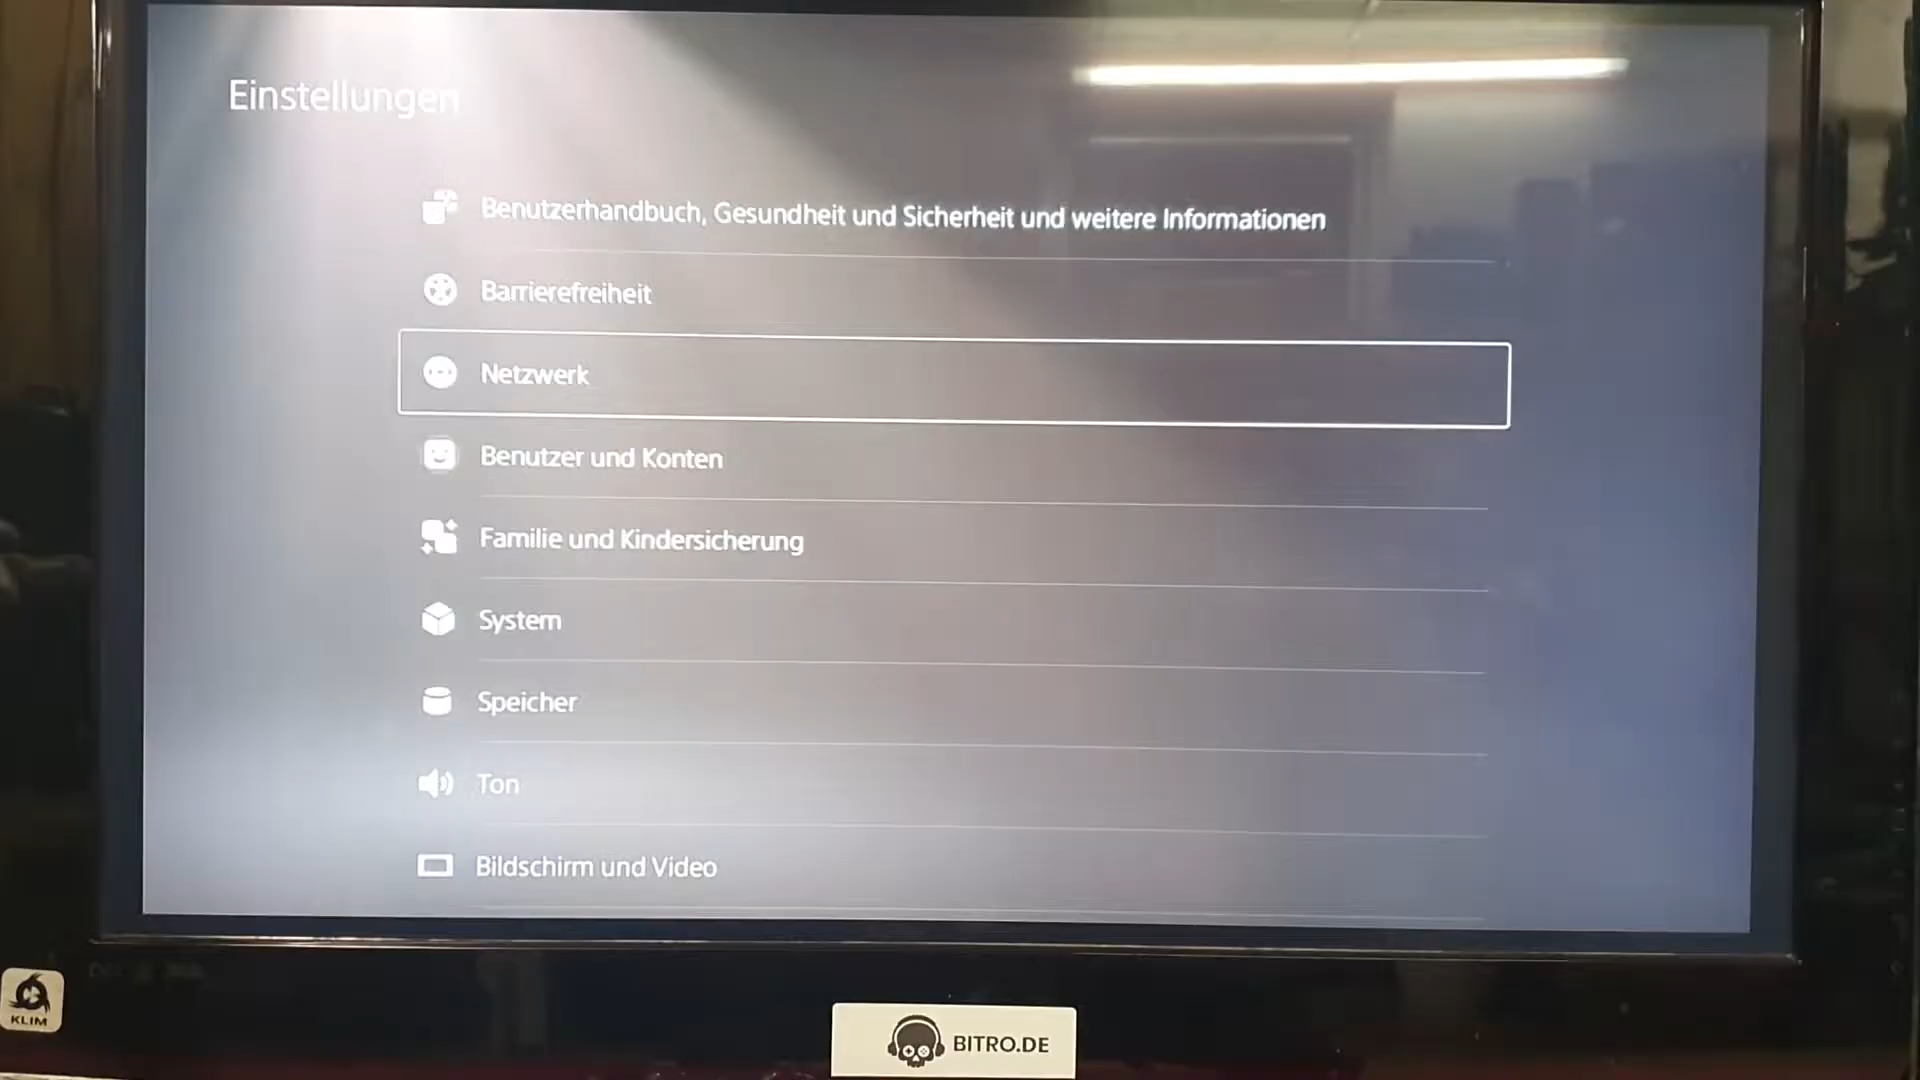 Einstellungen
Benutzerhandbuch, Gesundheit und Sicherheit und weitere Informationen
Barrierefreiheit
Netzwerk
Benutzer und Konten
Familie und Kindersicherung
System
Speicher
Ton
Bildschirm und Video
KLIM
BITRO.DE